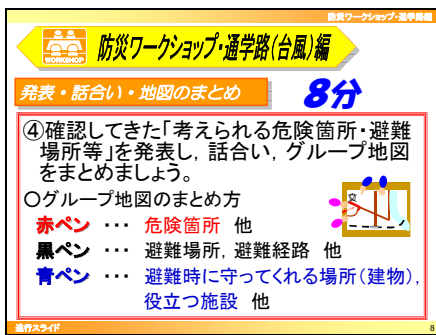 防災ワークショップ・通学路編
WORKSHOP
防災ワークショップ・通学路(台風)編
発表・話合い・地図のまとめ
8分
④確認してきた「考えられる危険箇所・避難
場所等」を発表し，話合い，グループ地図
をまとめましょう。
○グループ地図のまとめ方
赤ペン ・・・ 危険箇所 他
黒ペン ・・・ 避難場所，避難経路 他
青ペン ・・・ 避難時に守ってくれる場所(建物)，
役立つ施設 他
進行スライド
8